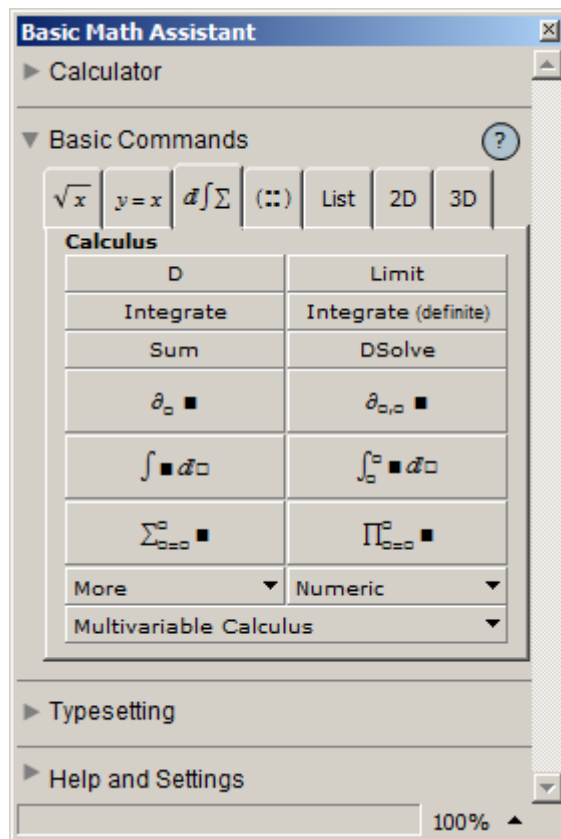 Basic Math Assistant
Calculator
Basic Commands ?
√x y = x ⅆ∫Σ (∷) List 2D 3D
Calculus
D Limit
Integrate Integrate (definite)
Sum DSolve
∂□ ■ ∂□,□ ■
∫ ■ ⅆ□ ∫□□ ■ ⅆ□
Σ□□=□ ■ Π□□=□ ■
More Numeric
Multivariable Calculus
Typesetting
Help and Settings
100%